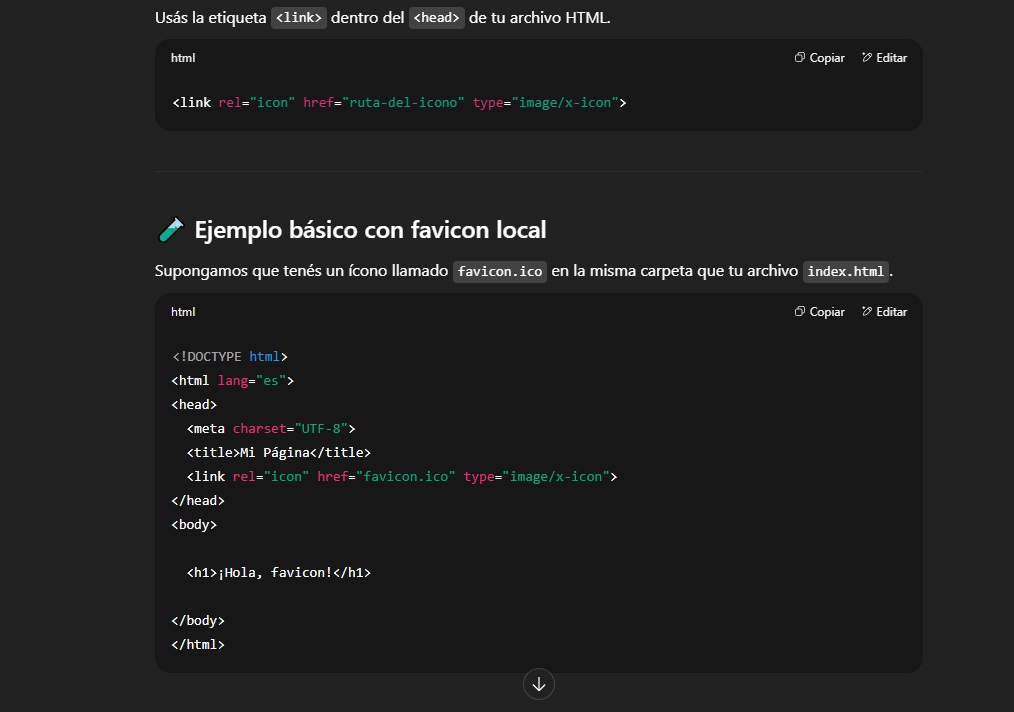 Usás la etiqueta <link> dentro del <head> de tu archivo HTML.
html
Copiar Editar
<link rel="icon" href="ruta-del-icono" type="image/x-icon">
Ejemplo básico con favicon local
Supongamos que tenés un ícono llamado favicon.ico en la misma carpeta que tu archivo index.html.
html
Copiar Editar
<!DOCTYPE html>
<html lang="es">
<head>
  <meta charset="UTF-8">
  <title>Mi Página</title>
  <link rel="icon" href="favicon.ico" type="image/x-icon">
</head>
<body>
  <h1>¡Hola, favicon!</h1>
</body>
</html>